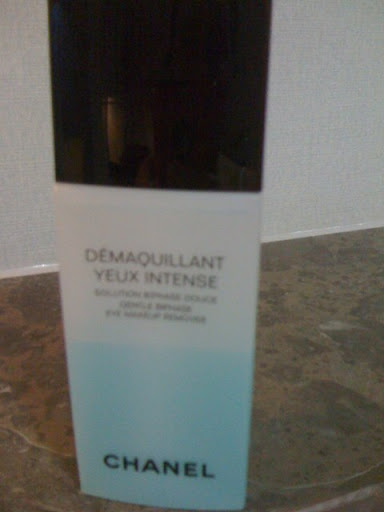 DÉMAQUILLANT
YEUX INTENSE
SOLUTION BIPHASE DOUCE
GENTLE BIPHASE
EYE MAKEUP REMOVER
CHANEL